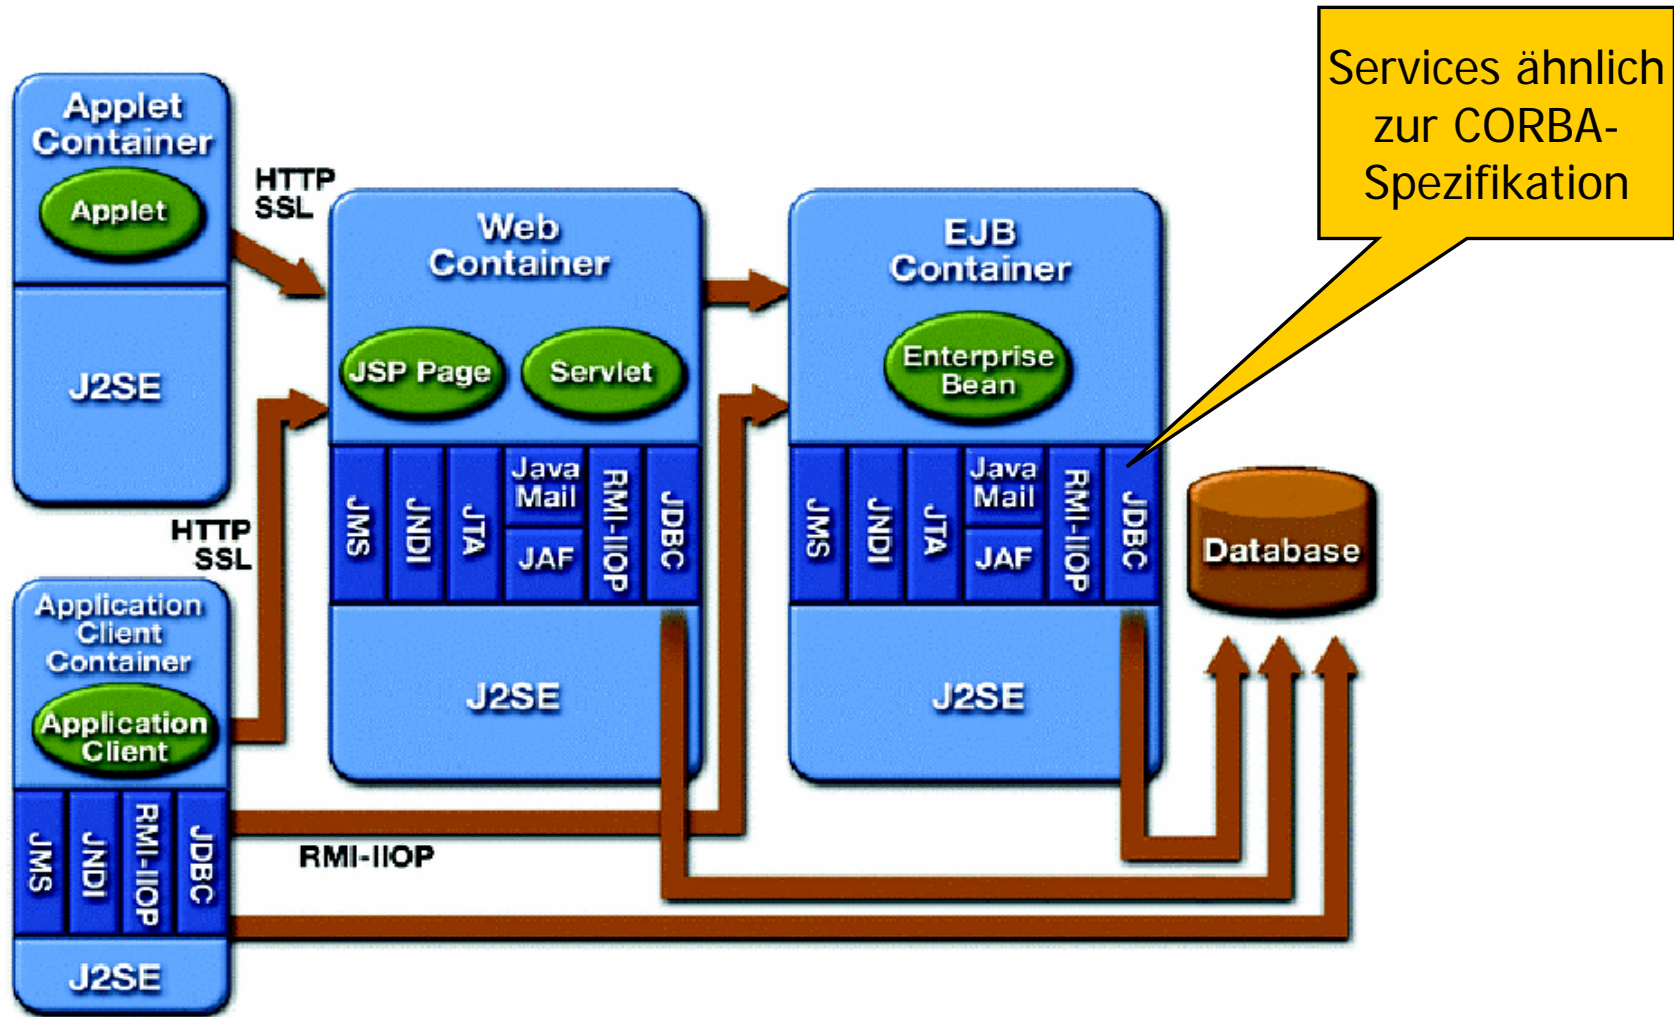 Services ähnlich
zur CORBA-
Spezifikation
Applet
Container
Applet
J2SE
HTTP
SSL
Web
Container
JSP Page
Servlet
JMS
JNDI
JTA
Java
Mail
JAF
RMI-IIOP
JDBC
J2SE
EJB
Container
Enterprise
Bean
JMS
JNDI
JTA
Java
Mail
JAF
RMI-IIOP
JDBC
J2SE
Database
HTTP
SSL
Application
Client
Container
Application
Client
JMS
JNDI
RMI-IIOP
JDBC
J2SE
RMI-IIOP